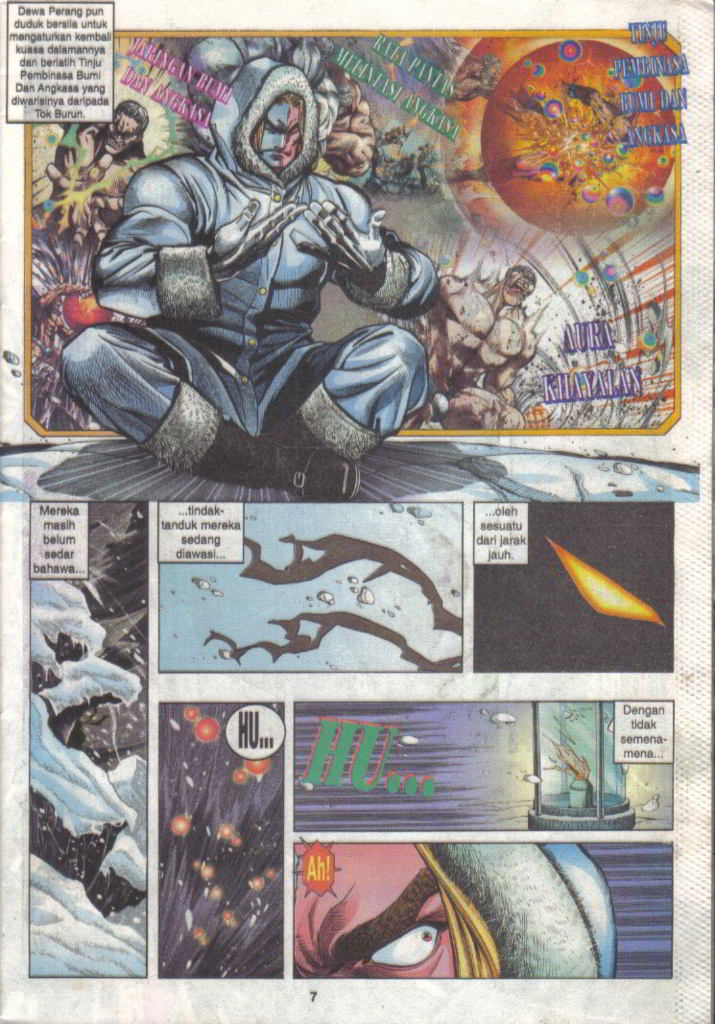 Dewa Perang pun
duduk bersila untuk
mengaturkan kembali
kuasa dalamannya
dan berlatih Tinju
Pembinasa Bumi
Dan Angkasa yang
diwarisinya daripada
Tok Burun.
JARINGAN BUMI
DAN ANGKASA
RATA PANTAS
MELINTASI ANGKASA
TINJU
PEMBINASA
BUMI DAN
ANGKASA
AURA
KHAYALAN
Mereka
masih
belum
sedar
bahawa...
...tindak-
tanduk mereka
sedang
diawasi...
...oleh
sesuatu
dari jarak
jauh.
HU...
HU...
Dengan
tidak
semena-
mena...
Ah!
7